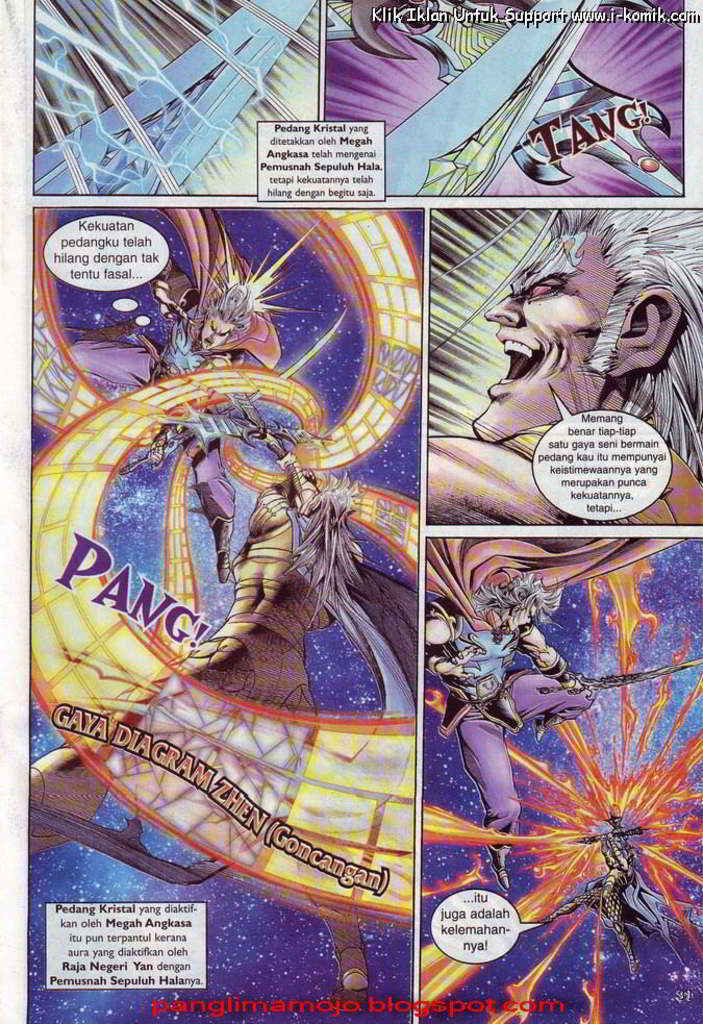 Klik Iklan Untuk Support www.i-komik.com
Pedang Kristal yang
ditetakkan oleh Megah
Angkasa telah mengenai
Pemusnah Sepuluh Hala,
tetapi kekuatannya telah
hilang dengan begitu saja.
TANG!
Kekuatan
pedangku telah
hilang dengan tak
tentu fasal...
PANG!
GAYA DIAGRAM ZHEN (Goncangan)
Pedang Kristal yang diaktif-
kan oleh Megah Angkasa
itu pun terpantul kerana
aura yang diaktifkan oleh
Raja Negeri Yan dengan
Pemusnah Sepuluh Halanya.
Memang
benar tiap-tiap
satu gaya seni bermain
pedang kau itu mempunyai
keistimewaannya yang
merupakan punca
kekuatannya,
tetapi...
...itu
juga adalah
kelemahan-
nya!
31
panglimamojo.blogspot.com